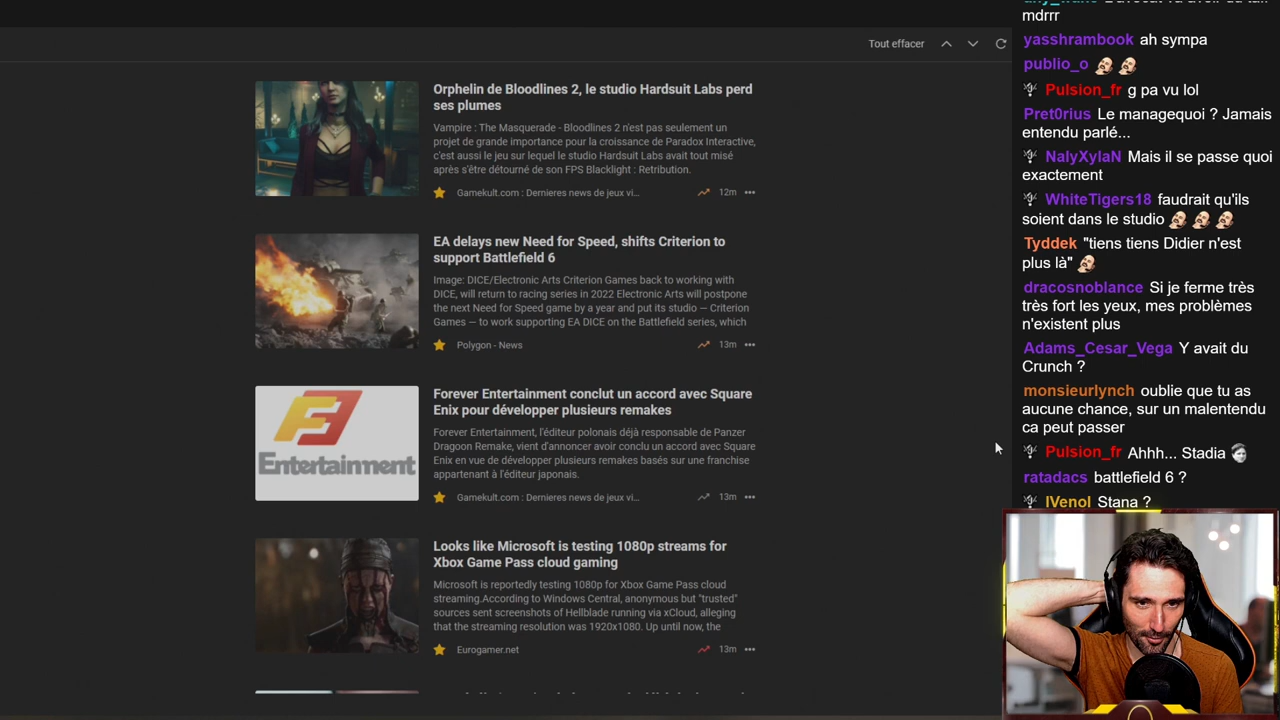 Tout effacer
Orphelin de Bloodlines 2, le studio Hardsuit Labs perd
ses plumes
Vampire : The Masquerade - Bloodlines 2 n'est pas seulement un
projet de grande importance pour la croissance de Paradox Interactive,
c'est aussi le jeu sur lequel le studio Hardsuit Labs avait tout misé
après s'être détourné de son FPS Blacklight : Retribution.
Gamekult.com : Dernieres news de jeux vi...
12m
EA delays new Need for Speed, shifts Criterion to
support Battlefield 6
Image: DICE/Electronic Arts Criterion Games back to working with
DICE, will return to racing series in 2022 Electronic Arts will postpone
the next Need for Speed game by a year and put its studio — Criterion
Games — to work supporting EA DICE on the Battlefield series, which
Polygon - News
13m
Entertainment
Forever Entertainment conclut un accord avec Square
Enix pour développer plusieurs remakes
Forever Entertainment, l'éditeur polonais déjà responsable de Panzer
Dragoon Remake, vient d'annoncer avoir conclu un accord avec Square
Enix en vue de développer plusieurs remakes basés sur une franchise
appartenant à l'éditeur japonais.
Gamekult.com : Dernieres news de jeux vi...
13m
Looks like Microsoft is testing 1080p streams for
Xbox Game Pass cloud gaming
Microsoft is reportedly testing 1080p for Xbox Game Pass cloud
streaming.According to Windows Central, anonymous but "trusted"
sources sent screenshots of Hellblade running via xCloud, alleging
that the streaming resolution was 1920x1080. Up until now, the
Eurogamer.net
13m
mdrrr
yasshrambook ah sympa
publio_o
Pulsion_fr g pa vu lol
Pret0rius Le managequoi ? Jamais
entendu parlé...
NalyXylaN Mais il se passe quoi
exactement
WhiteTigers18 faudrait qu'ils
soient dans le studio
Tyddek "tiens tiens Didier n'est
plus là"
dracosnoblance Si je ferme très
très fort les yeux, mes problèmes
n'existent plus
Adams_Cesar_Vega Y avait du
Crunch ?
monsieurlynch oublie que tu as
aucune chance, sur un malentendu
ca peut passer
Pulsion_fr Ahhh... Stadia
ratadacs battlefield 6 ?
IVenol Stana ?